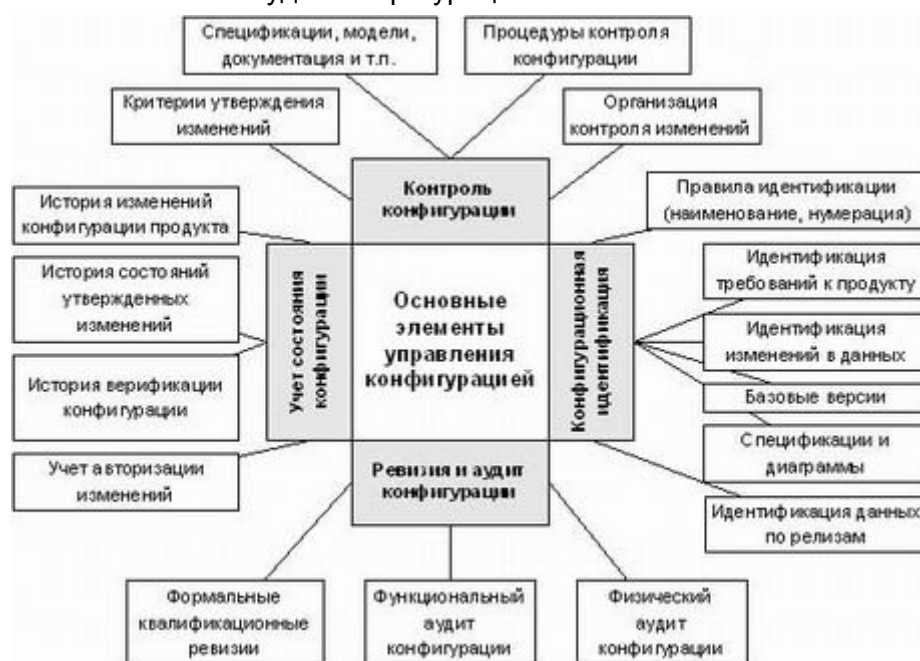 Спецификации, модели,
документация и т.п.
Процедуры контроля
конфигурации
Критерии утверждения
изменений
Организация
контроля изменений
Контроль
конфигурации
История изменений
конфигурации продукта
История состояний
утвержденных
изменений
История верификации
конфигурации
Учет авторизации
изменений
Учет состояния
конфигурации
Основные
элементы
управления
конфигурацией
Конфигурационная
идентификация
Правила идентификации
(наименование, нумерация)
Идентификация
требований к продукту
Идентификация
изменений в данных
Базовые версии
Спецификации и
диаграммы
Идентификация данных
по релизам
Ревизия и аудит
конфигурации
Формальные
квалификационные
ревизии
Функциональный
аудит
конфигурации
Физический
аудит
конфигурации